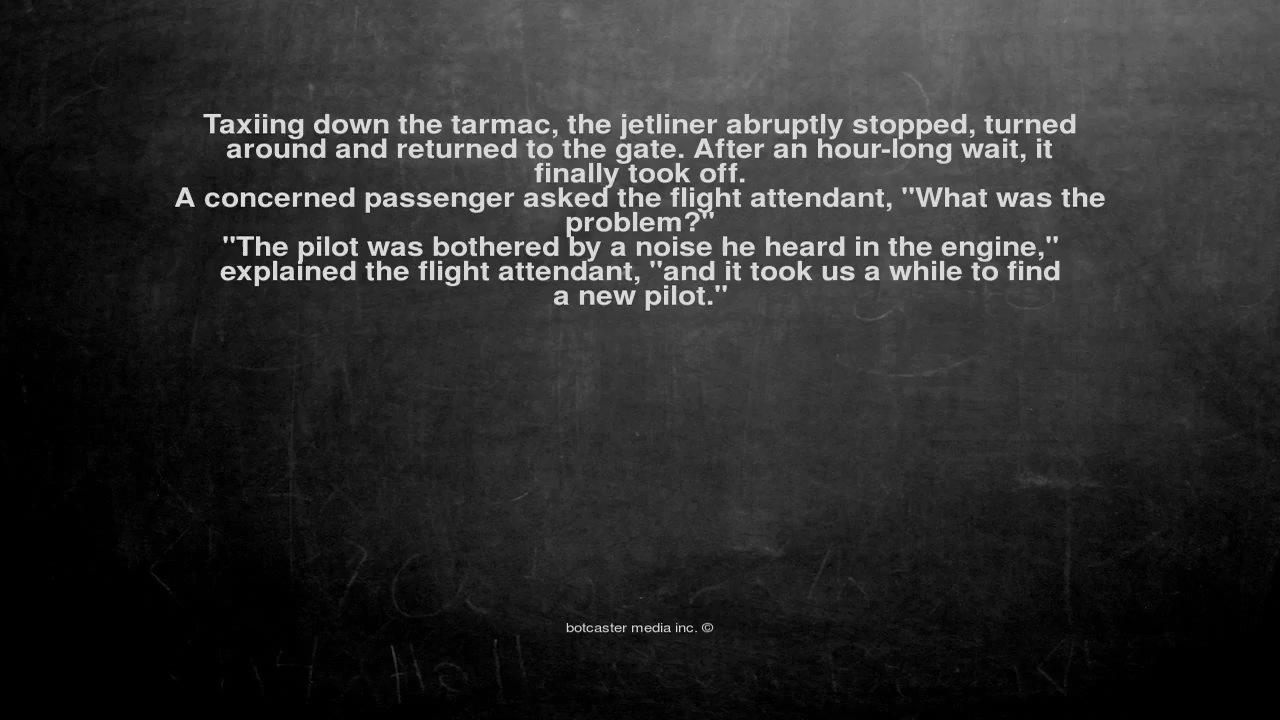 Taxiing down the tarmac, the jetliner abruptly stopped, turned
around and returned to the gate. After an hour-long wait, it
finally took off.
A concerned passenger asked the flight attendant, "What was the
problem?"
"The pilot was bothered by a noise he heard in the engine,"
explained the flight attendant, "and it took us a while to find
a new pilot."
botcaster media inc. ©